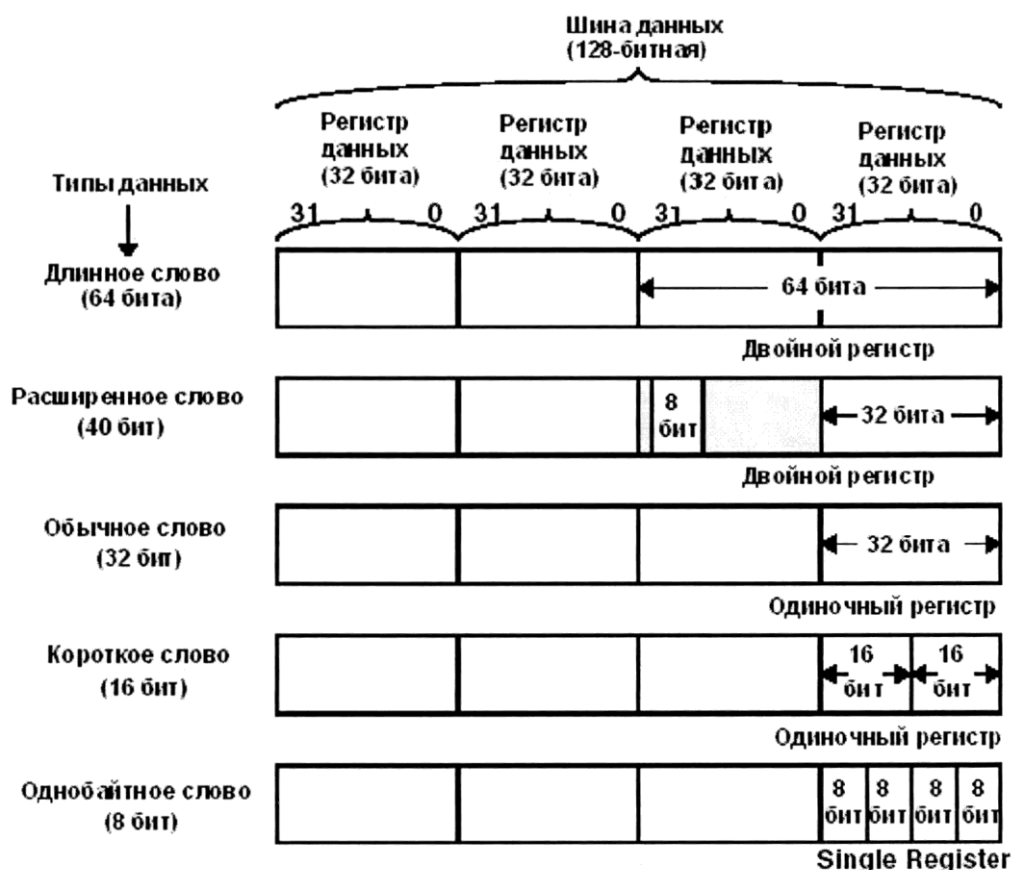 Шина данных
(128-битная)
Регистр данных (32 бита)
Регистр данных (32 бита)
Регистр данных (32 бита)
Регистр данных (32 бита)
Типы данных
31 0 31 0 31 0 31 0
Длинное слово
(64 бита)
64 бита
Двойной регистр
Расширенное слово
(40 бит)
8 бит
32 бита
Двойной регистр
Обычное слово
(32 бит)
32 бита
Одиночный регистр
Короткое слово
(16 бит)
16 бит
16 бит
Одиночный регистр
Однобайтное слово
(8 бит)
8 бит
8 бит
8 бит
8 бит
Single Register